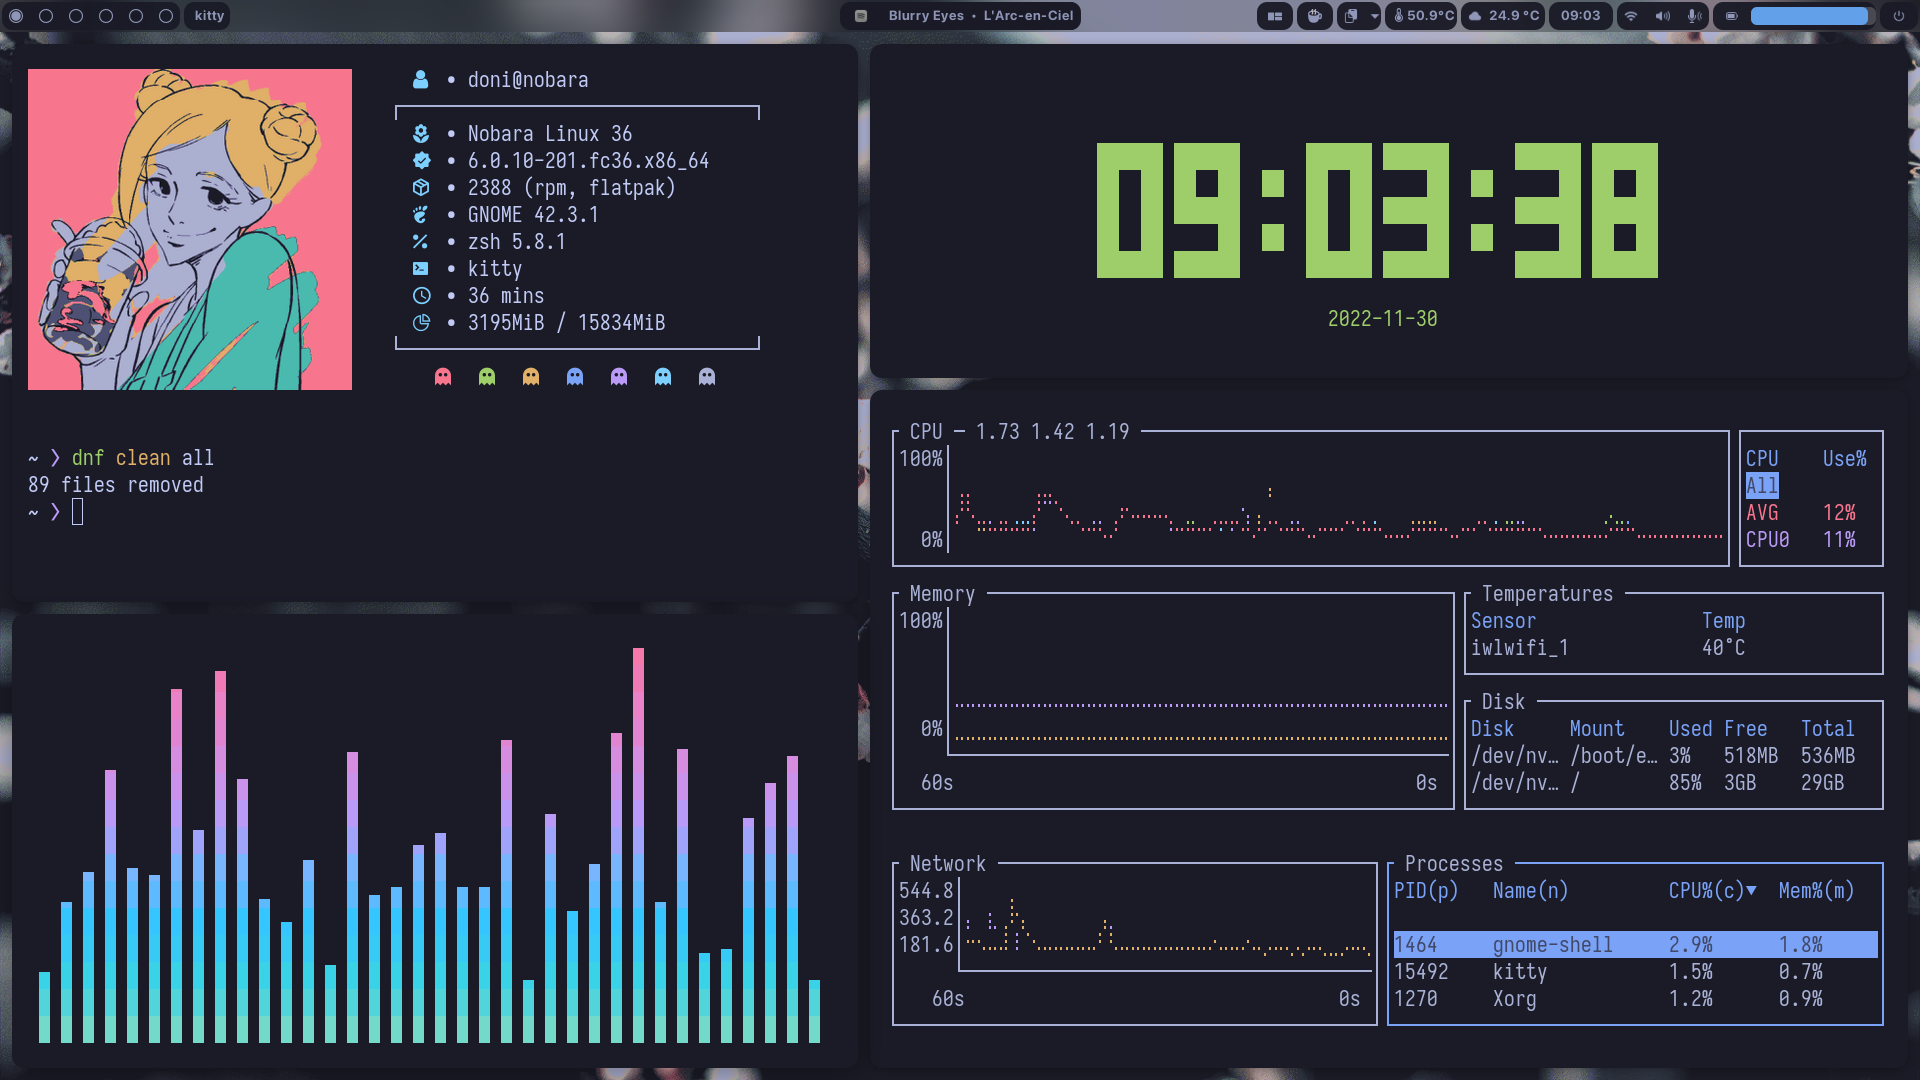 kitty
Blurry Eyes • L'Arc-en-Ciel
50.9°C
24.9 °C
09:03
• doni@nobara
• Nobara Linux 36
• 6.0.10-201.fc36.x86_64
• 2388 (rpm, flatpak)
• GNOME 42.3.1
• zsh 5.8.1
• kitty
• 36 mins
• 3195MiB / 15834MiB
~ ❯ dnf clean all
89 files removed
~ ❯
09:03:38
2022-11-30
CPU — 1.73 1.42 1.19
100%
0%
CPU Use%
All
AVG 12%
CPU0 11%
Memory
100%
0%
60s 0s
Temperatures
Sensor Temp
iwlwifi_1 40°C
Disk
Disk Mount Used Free Total
/dev/nv… /boot/e… 3% 518MB 536MB
/dev/nv… / 85% 3GB 29GB
Network
544.8
363.2
181.6
60s 0s
Processes
PID(p) Name(n) CPU%(c)▼ Mem%(m)
1464 gnome-shell 2.9% 1.8%
15492 kitty 1.5% 0.7%
1270 Xorg 1.2% 0.9%